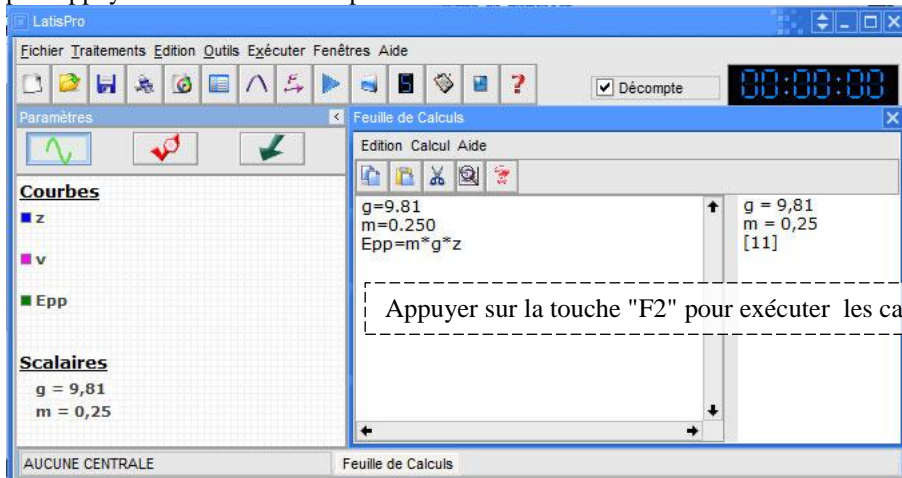 LatisPro
Fichier Traitements Edition Outils Exécuter Fenêtres Aide
Décompte
00:00:00
Paramètres
Feuille de Calculs
Edition Calcul Aide
Courbes
z
v
Epp
Scalaires
g = 9,81
m = 0,25
g=9.81
m=0.250
Epp=m*g*z
g = 9,81
m = 0,25
[11]
Appuyer sur la touche "F2" pour exécuter les ca
AUCUNE CENTRALE
Feuille de Calculs